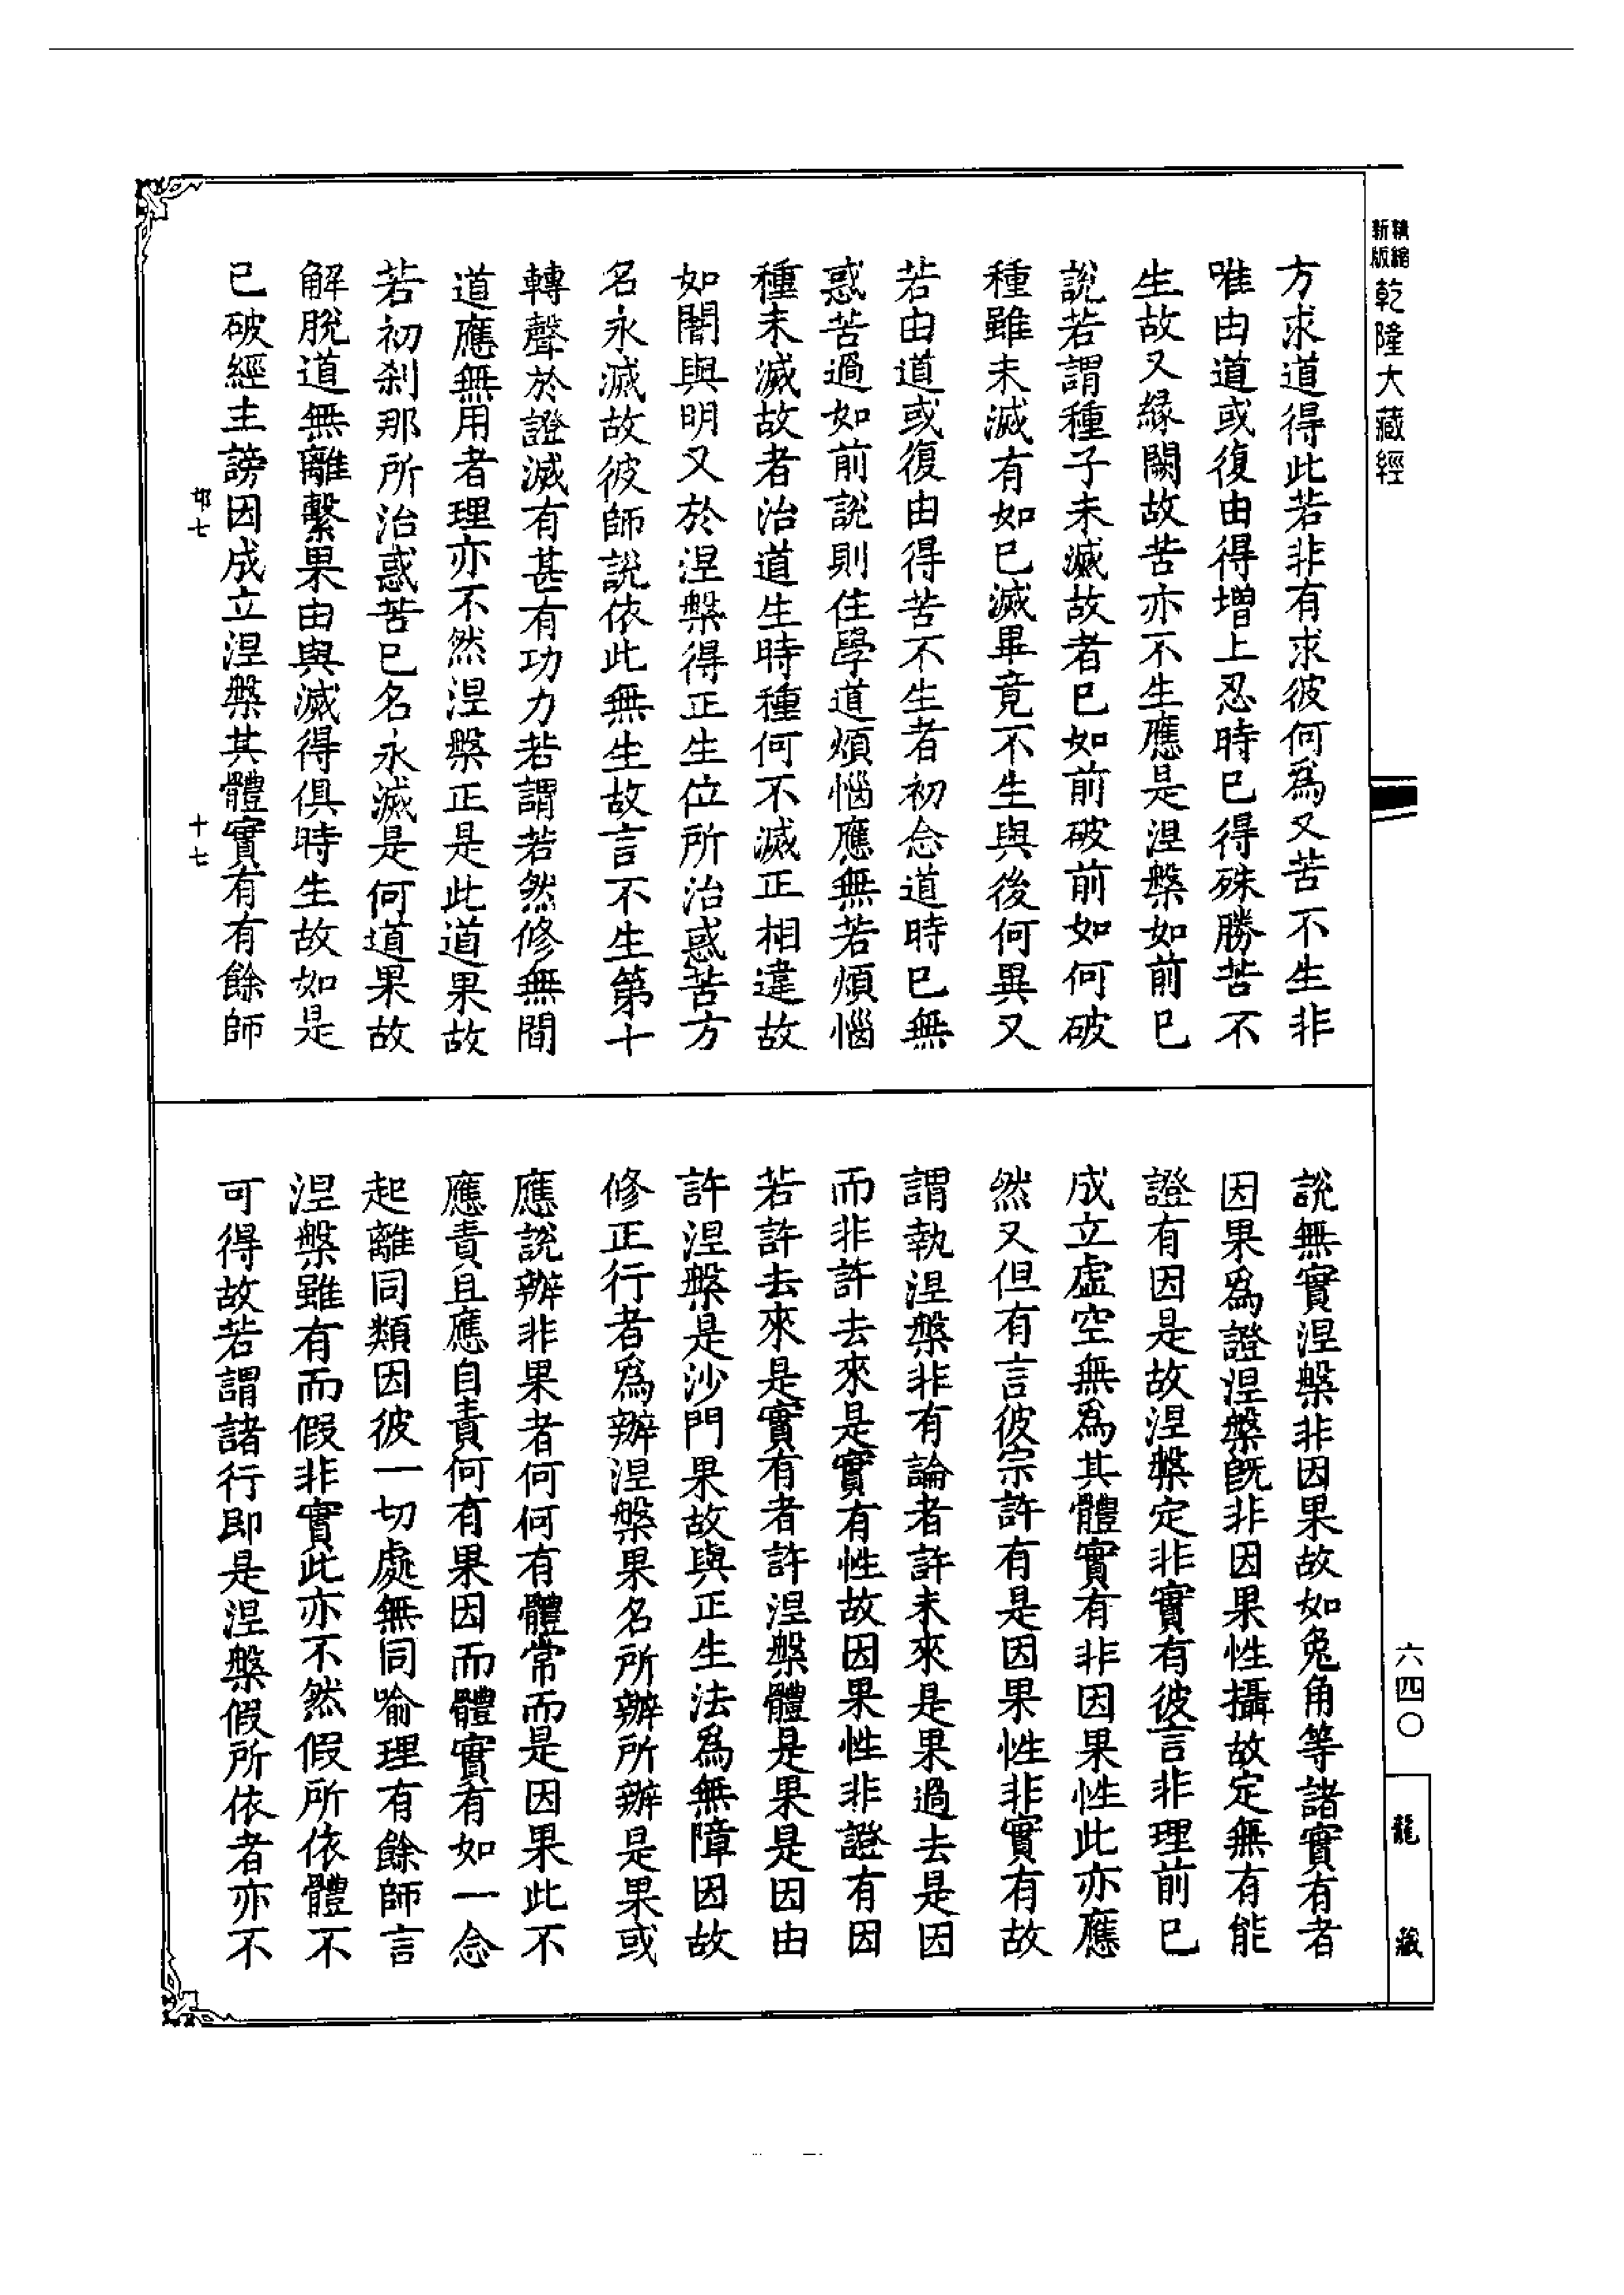 精縮新版乾隆大藏經
方求道得此若非有求彼何爲又苦不生非
唯由道或復由得增上忍時已得殊勝苦不
生故又緣闕故苦亦不生應是涅槃如前已
說若謂種子未滅故者已如前破前如何破
種雖未滅有如已滅畢竟不生與後何異又
若由道或復由得苦不生者初念道時已無
惑苦過如前說則住學道煩惱應無若煩惱
種未滅故者治道生時種何不滅正相違故
如闇與明又於涅槃得正生位所治惑苦方
名永滅故彼師說依此無生故言不生第十
轉聲於證滅有甚有功力若謂若然修無間
道應無用者理亦不然涅槃正是此道果故
若初刹那所治惑苦已名永滅是何道果故
解脫道無離繫果由與滅得俱時生故如是
已破經主謗因成立涅槃其體實有有餘師
十七
說無實涅槃非因果故如兔角等諸實有者
因果爲證涅槃旣非因果性攝故定無有能
證有因是故涅槃定非實有彼言非理前已
成立虛空無爲其體實有非因果性此亦應
然又但有言彼宗許有是因果性非實有故
謂執涅槃非有論者許未來是果過去是因
而非許去來是實有性故因果性非證有因
若許去來是實有者許涅槃體是果是因由
許涅槃是沙門果故與正生法爲無障因故
修正行者爲辦涅槃果名所辦所辦是果或
應說辦非果者何何有體常而是因果此不
應責且應自責何有果因而體實有如一念
起離同類因彼一切處無同喻理有餘師言
涅槃雖有而假非實此亦不然假所依體不
可得故若謂諸行即是涅槃假所依者亦不
六四〇
龍藏